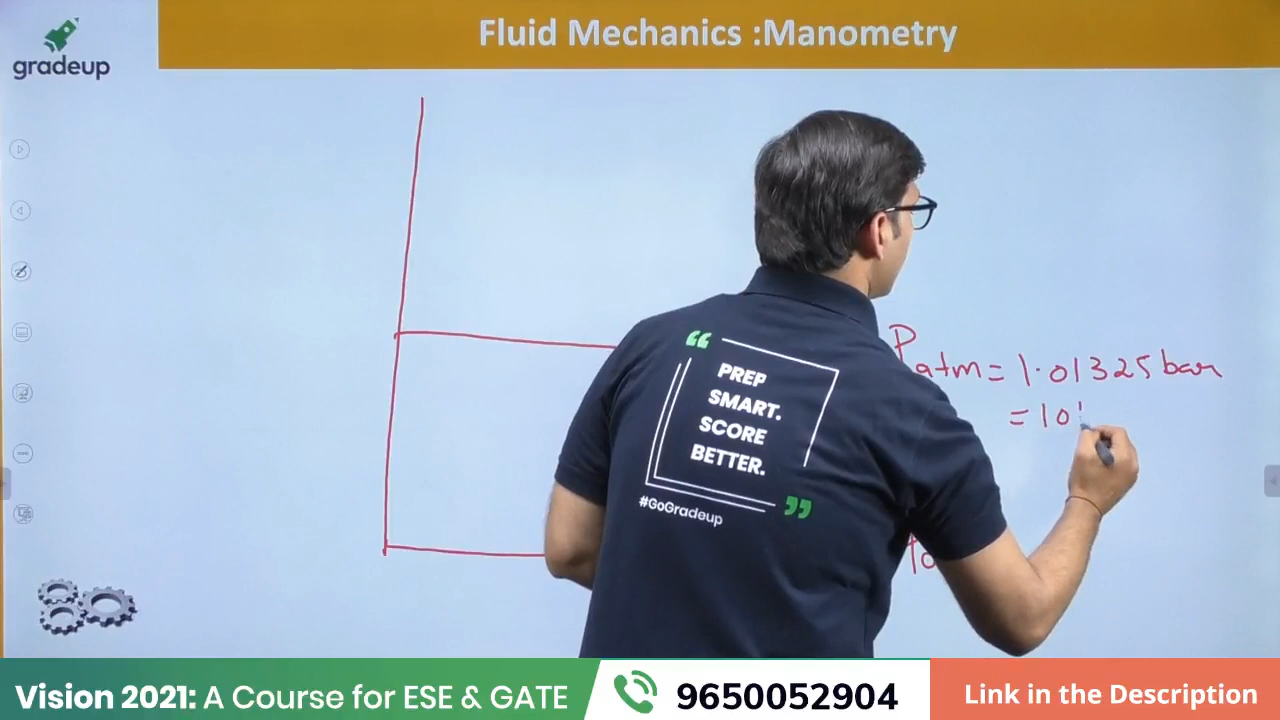 Fluid Mechanics :Manometry
gradeup
P atm = 1.01325 bar
= 10
“ PREP
SMART.
SCORE
BETTER. ”
#GoGradeup
Vision 2021: A Course for ESE & GATE
9650052904
Link in the Description